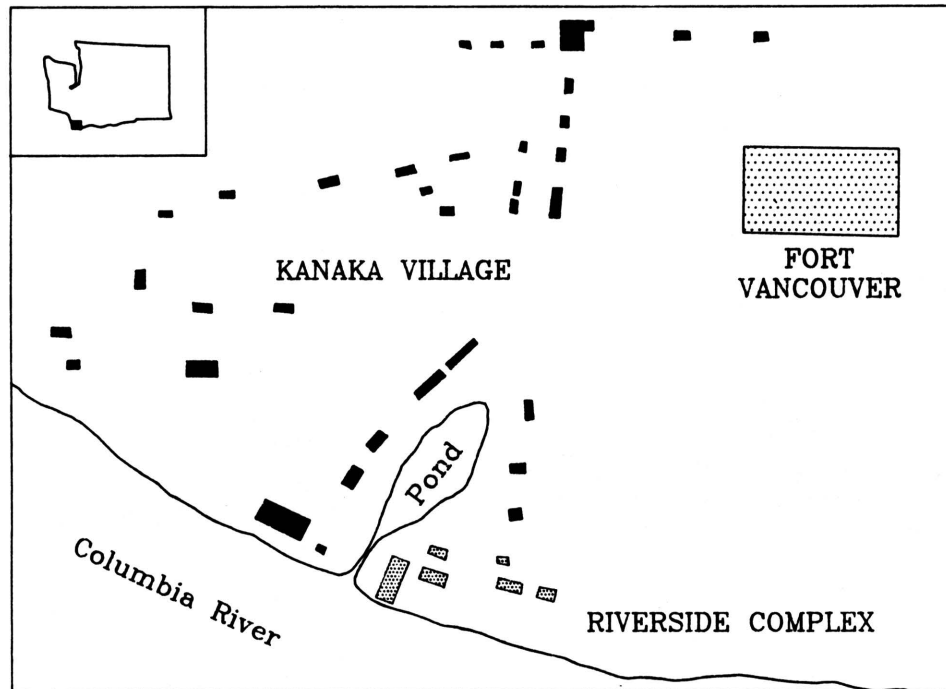 KANAKA VILLAGE
FORT
VANCOUVER
Pond
Columbia River
RIVERSIDE COMPLEX